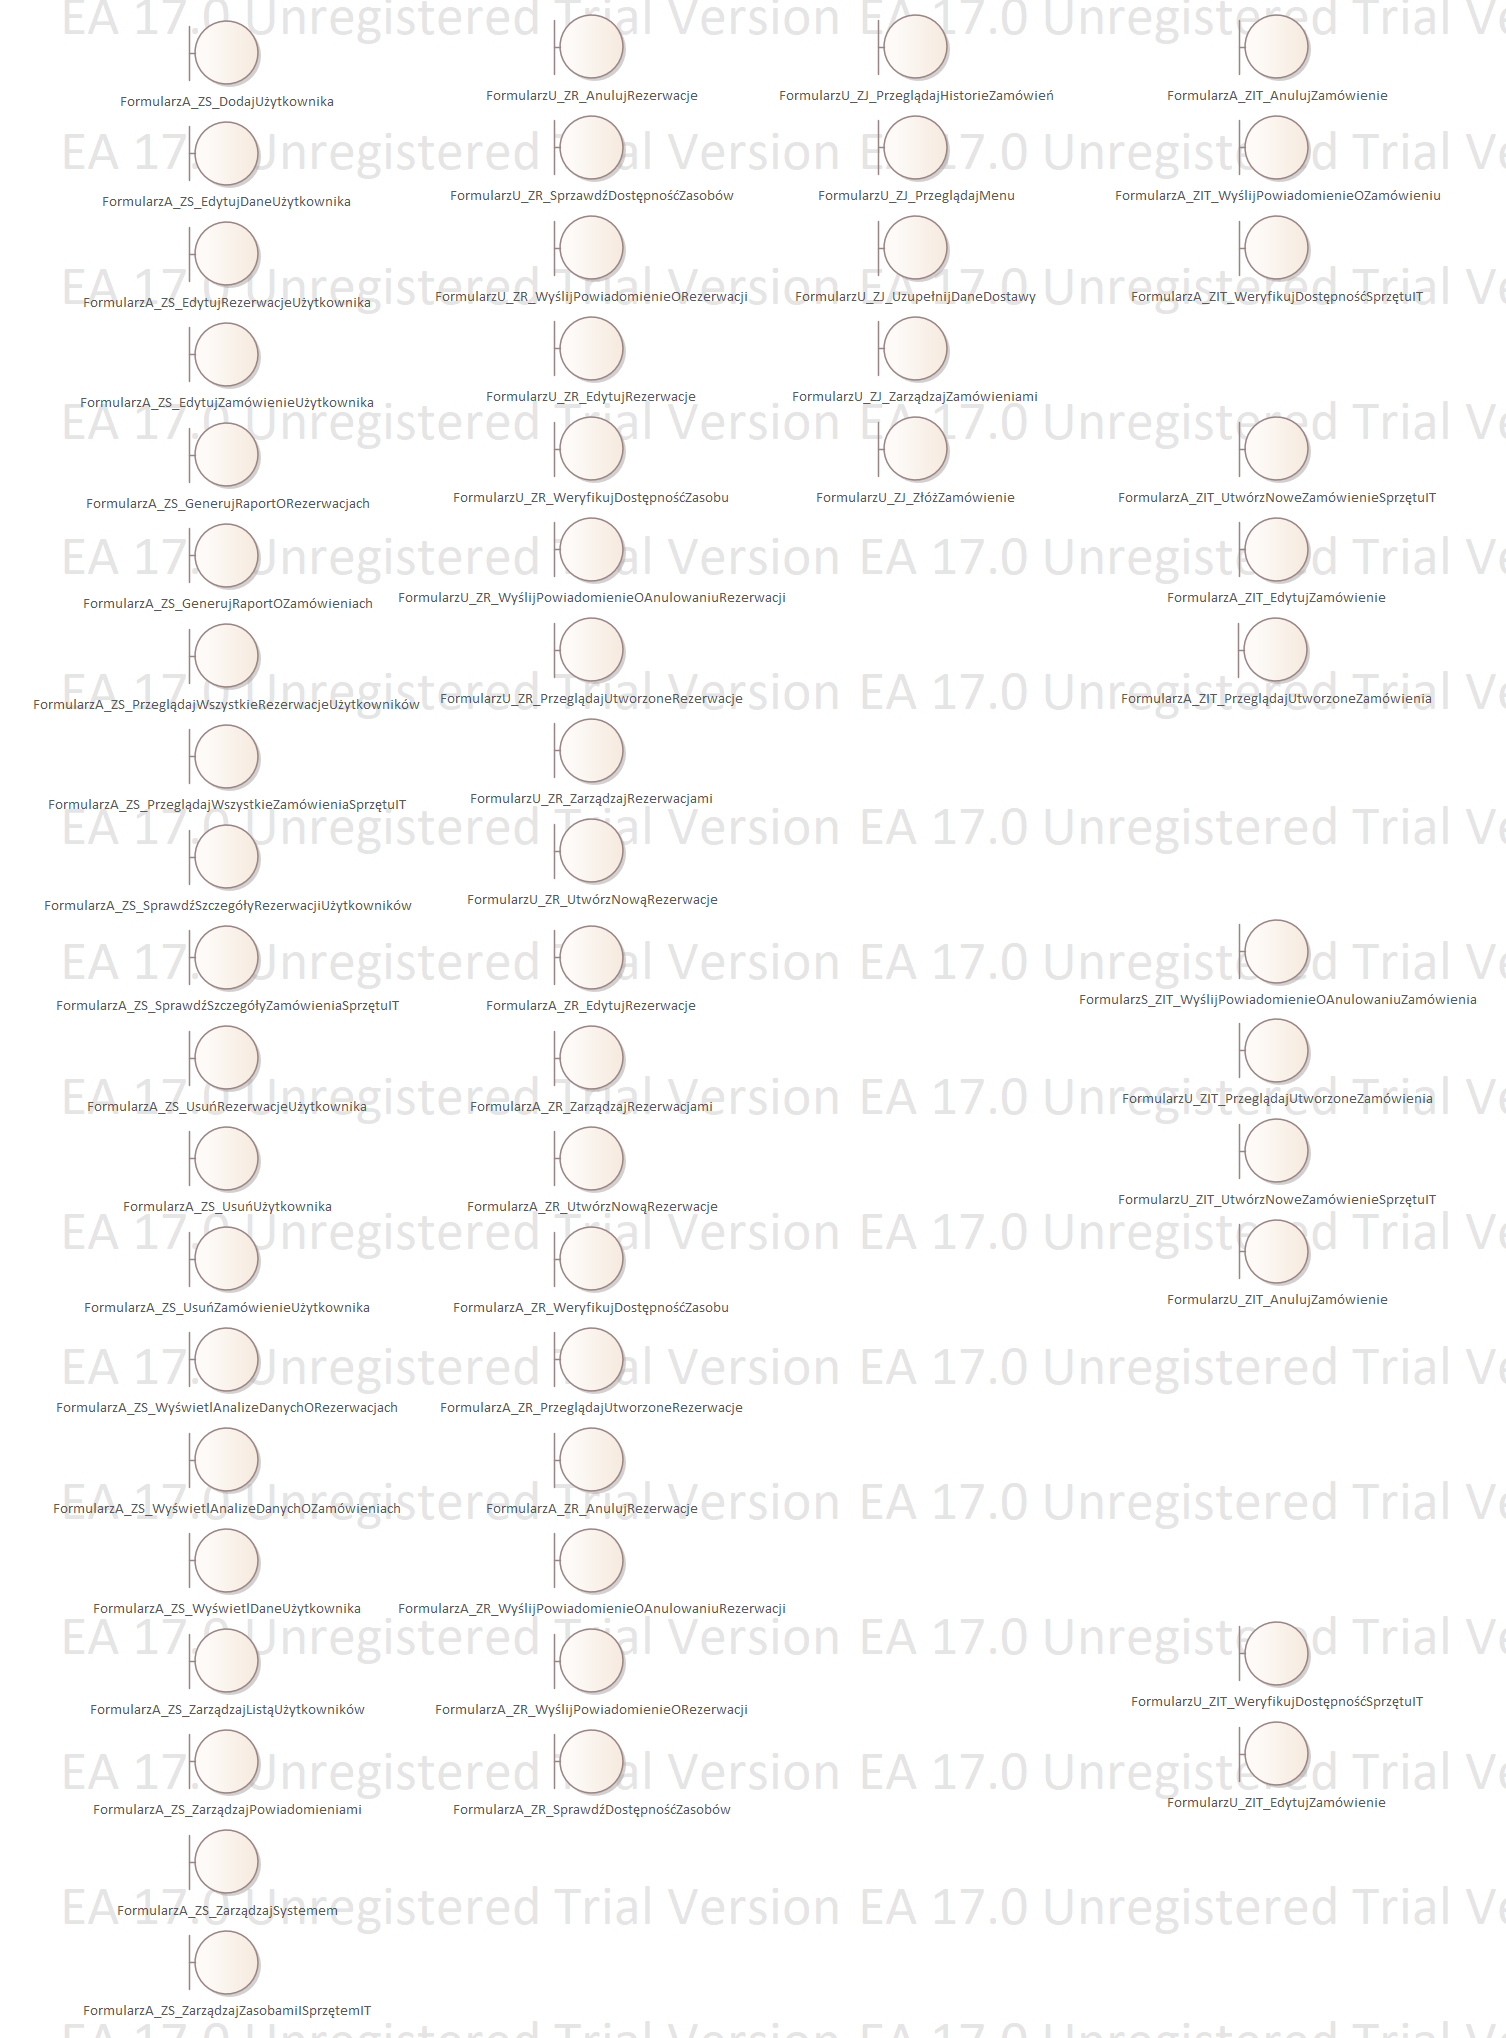 EA 17.0 Unregistered Trial Version EA 17.0 Unregistered Trial Ve
FormularzA_ZS_DodajUżytkownika
FormularzA_ZS_EdytujDaneUżytkownika
FormularzA_ZS_EdytujRezerwacjeUżytkownika
FormularzA_ZS_EdytujZamówienieUżytkownika
FormularzA_ZS_GenerujRaportORezerwacjach
FormularzA_ZS_GenerujRaportOZamówieniach
FormularzA_ZS_PrzeglądajWszystkieRezerwacjeUżytkowników
FormularzA_ZS_PrzeglądajWszystkieZamówieniaSprzętuIT
FormularzA_ZS_SprawdźSzczegółyRezerwacjiUżytkowników
FormularzA_ZS_SprawdźSzczegółyZamówieniaSprzętuIT
FormularzA_ZS_UsuńRezerwacjeUżytkownika
FormularzA_ZS_UsuńUżytkownika
FormularzA_ZS_UsuńZamówienieUżytkownika
FormularzA_ZS_WyświetlAnalizeDanychORezerwacjach
FormularzA_ZS_WyświetlAnalizeDanychOZamówieniach
FormularzA_ZS_WyświetlDaneUżytkownika
FormularzA_ZS_ZarządzajListąUżytkowników
FormularzA_ZS_ZarządzajPowiadomieniami
FormularzA_ZS_ZarządzajSystemem
FormularzA_ZS_ZarządzajZasobamiISprzętemIT
FormularzU_ZR_AnulujRezerwacje
FormularzU_ZR_SprzawdźDostępnośćZasobów
FormularzU_ZR_WyślijPowiadomienieORezerwacji
FormularzU_ZR_EdytujRezerwacje
FormularzU_ZR_WeryfikujDostępnośćZasobu
FormularzU_ZR_WyślijPowiadomienieOAnulowaniuRezerwacji
FormularzU_ZR_PrzeglądajUtworzoneRezerwacje
FormularzU_ZR_ZarządzajRezerwacjami
FormularzU_ZR_UtwórzNowąRezerwacje
FormularzA_ZR_EdytujRezerwacje
FormularzA_ZR_ZarządzajRezerwacjami
FormularzA_ZR_UtwórzNowąRezerwacje
FormularzA_ZR_WeryfikujDostępnośćZasobu
FormularzA_ZR_PrzeglądajUtworzoneRezerwacje
FormularzA_ZR_AnulujRezerwacje
FormularzA_ZR_WyślijPowiadomienieOAnulowaniuRezerwacji
FormularzA_ZR_WyślijPowiadomienieORezerwacji
FormularzA_ZR_SprawdźDostępnośćZasobów
FormularzU_ZJ_PrzeglądajHistorieZamówień
FormularzU_ZJ_PrzeglądajMenu
FormularzU_ZJ_UzupełnijDaneDostawy
FormularzU_ZJ_ZarządzajZamówieniami
FormularzU_ZJ_ZłóżZamówienie
FormularzA_ZIT_AnulujZamówienie
FormularzA_ZIT_WyślijPowiadomienieOZamówieniu
FormularzA_ZIT_WeryfikujDostępnośćSprzętuIT
FormularzA_ZIT_UtwórzNoweZamówienieSprzętuIT
FormularzA_ZIT_EdytujZamówienie
FormularzA_ZIT_PrzeglądajUtworzoneZamówienia
FormularzS_ZIT_WyślijPowiadomienieOAnulowaniuZamówienia
FormularzU_ZIT_PrzeglądajUtworzoneZamówienia
FormularzU_ZIT_UtwórzNoweZamówienieSprzętuIT
FormularzU_ZIT_AnulujZamówienie
FormularzU_ZIT_WeryfikujDostępnośćSprzętuIT
FormularzU_ZIT_EdytujZamówienie